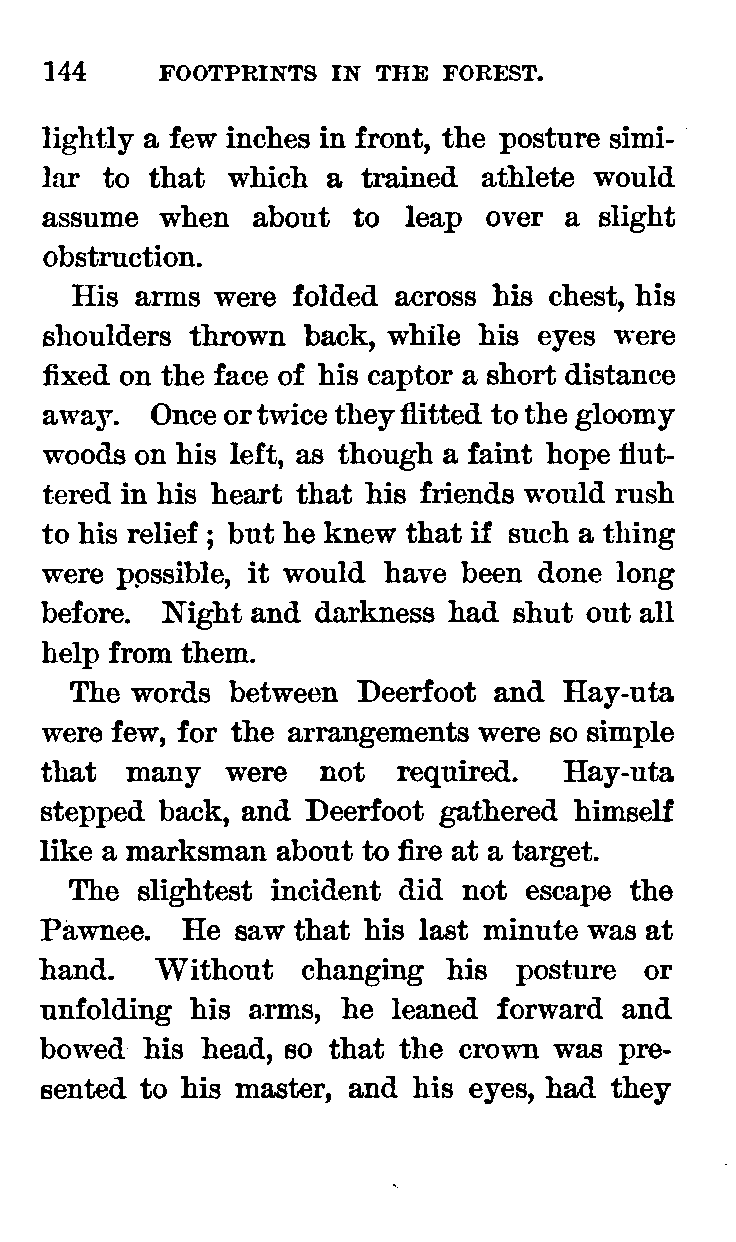 144 FOOTPRINTS IN THE FOREST.
lightly a few inches in front, the posture simi-
lar to that which a trained athlete would
assume when about to leap over a slight
obstruction.
His arms were folded across his chest, his
shoulders thrown back, while his eyes were
fixed on the face of his captor a short distance
away. Once or twice they flitted to the gloomy
woods on his left, as though a faint hope flut-
tered in his heart that his friends would rush
to his relief ; but he knew that if such a thing
were possible, it would have been done long
before. Night and darkness had shut out all
help from them.
The words between Deerfoot and Hay-uta
were few, for the arrangements were so simple
that many were not required. Hay-uta
stepped back, and Deerfoot gathered himself
like a marksman about to fire at a target.
The slightest incident did not escape the
Pawnee. He saw that his last minute was at
hand. Without changing his posture or
unfolding his arms, he leaned forward and
bowed his head, so that the crown was pre-
sented to his master, and his eyes, had they